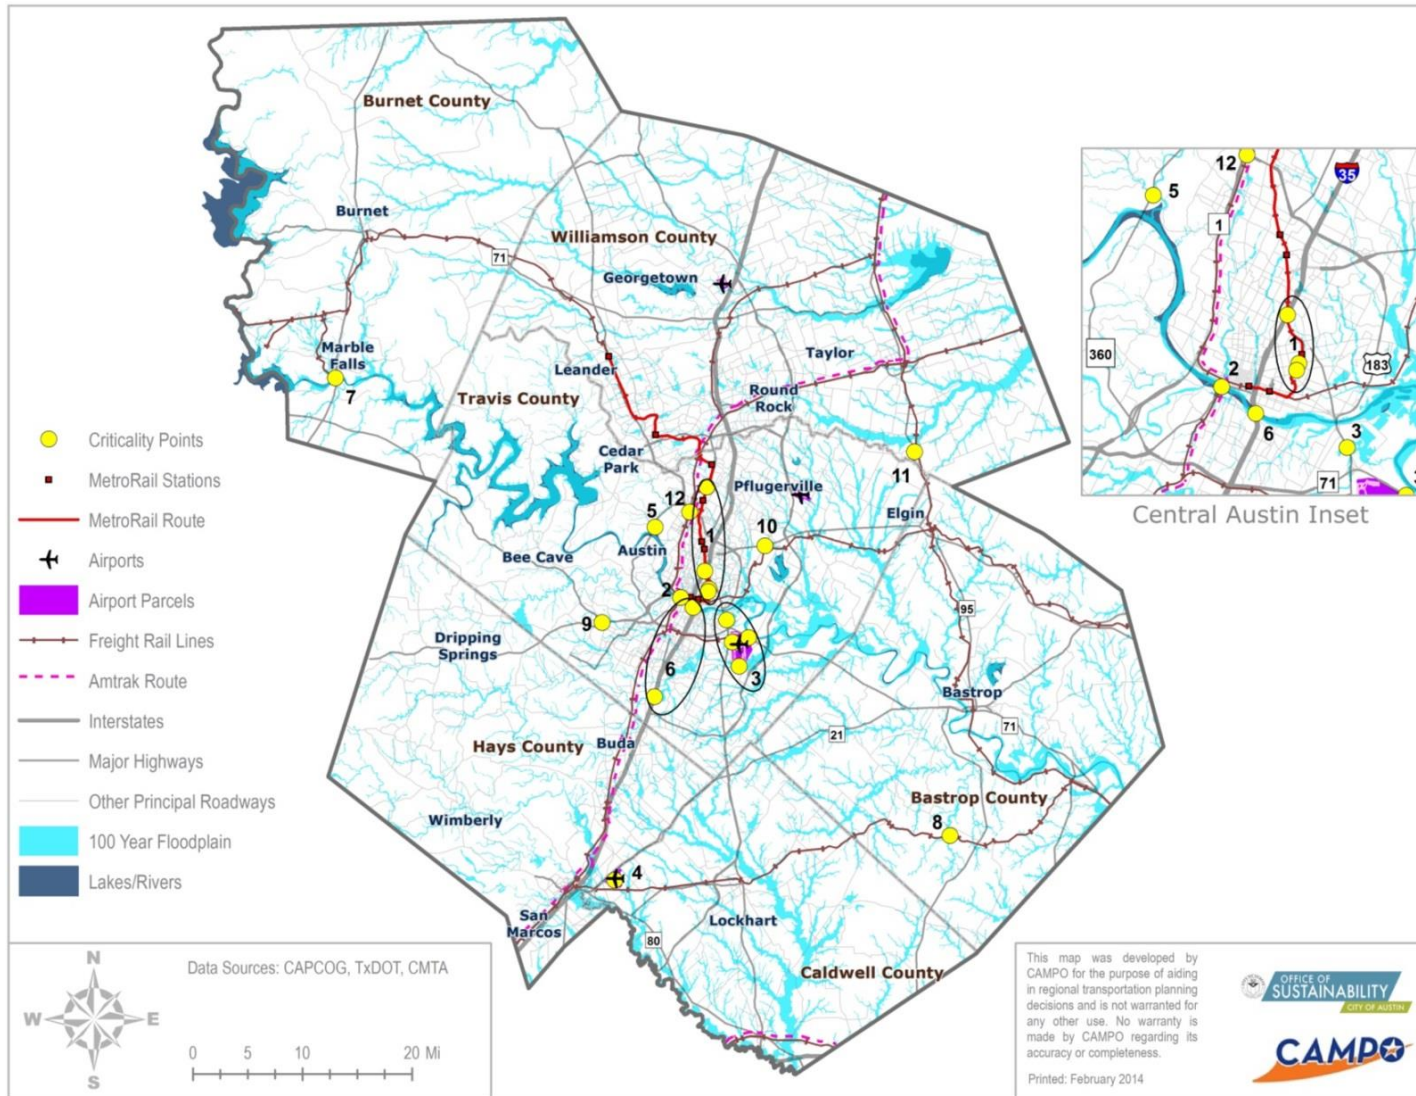 Burnet County
Burnet
Williamson County
71
Georgetown
Marble
Falls
7
Leander
Taylor
Round
Rock
Travis County
Cedar
Park
11
12
Pflugerville
5
10
Elgin
1
Bee Cave
Austin
2
95
9
Dripping
Springs
6
3
Bastrop
71
21
Hays County
Buda
Bastrop County
8
Wimberly
4
San
Marcos
Lockhart
80
Caldwell County
Criticality Points
MetroRail Stations
MetroRail Route
Airports
Airport Parcels
Freight Rail Lines
Amtrak Route
Interstates
Major Highways
Other Principal Roadways
100 Year Floodplain
Lakes/Rivers
12
35
5
1
1
360
2
183
6
3
71
Central Austin Inset
N
W
E
S
Data Sources: CAPCOG, TxDOT, CMTA
0 5 10 20 Mi
This map was developed by
CAMPO for the purpose of aiding
in regional transportation planning
decisions and is not warranted for
any other use. No warranty is
made by CAMPO regarding its
accuracy or completeness.
Printed: February 2014
OFFICE OF
SUSTAINABILITY
CITY OF AUSTIN
CAMPO